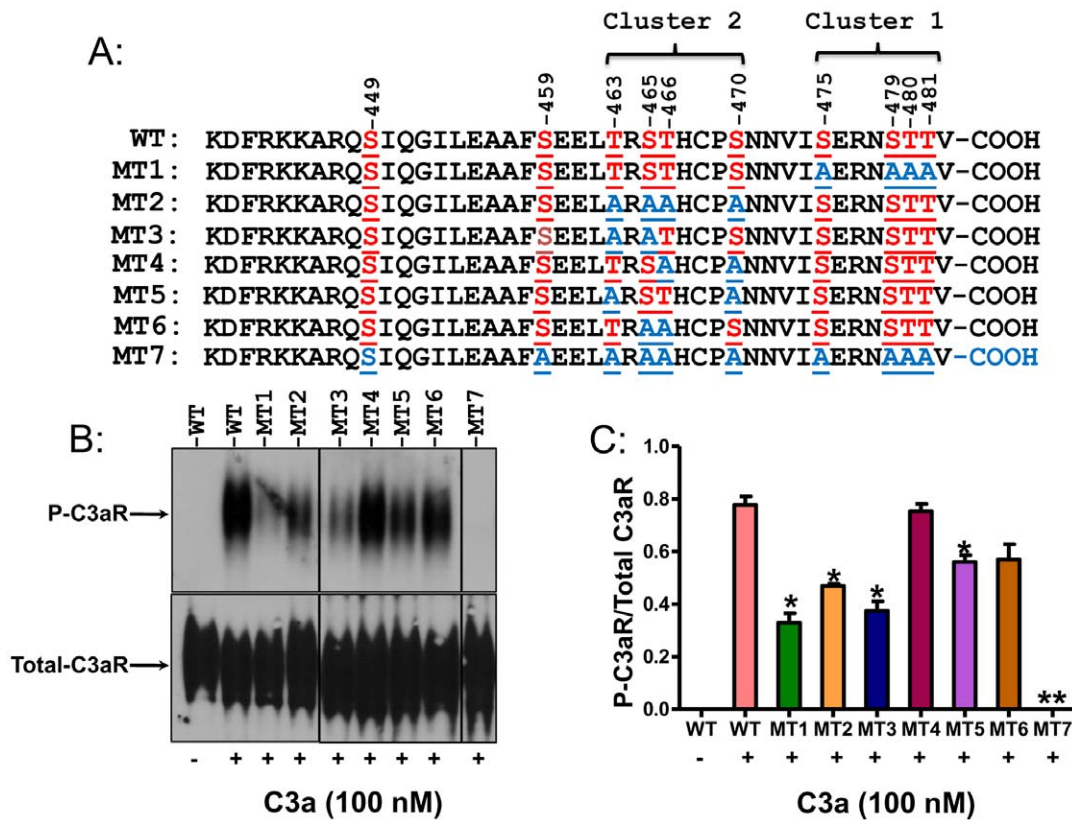 A:
Cluster 2 Cluster 1
-449 -459 -463 -465 -466 -470 -475 -479 -480 -481
WT: KDFRKKARQSIQGILEAAFSEELTRSTHCPSNNVISERNSTTV-COOH
MT1: KDFRKKARQSIQGILEAAFSEELTRSTHCPSNNVIAERNAAAV-COOH
MT2: KDFRKKARQSIQGILEAAFSEELARAAHCPANNVISERNSTTV-COOH
MT3: KDFRKKARQSIQGILEAAFSEELARATHCPSNNVISERNSTTV-COOH
MT4: KDFRKKARQSIQGILEAAFSEELTRSAHCPANNVISERNSTTV-COOH
MT5: KDFRKKARQSIQGILEAAFSEELARSTHCPANNVISERNSTTV-COOH
MT6: KDFRKKARQSIQGILEAAFSEELTRAAHCPSNNVISERNSTTV-COOH
MT7: KDFRKKARQSIQGILEAAFAEELARAAHCPANNVIAERNAAAV-COOH
B:
-WT -WT -MT1 -MT2 -MT3 -MT4 -MT5 -MT6 -MT7
P-C3aR
Total-C3aR
- + + + + + + + +
C3a (100 nM)
C:
P-C3aR/Total C3aR
1.0
0.8
0.6
0.4
0.2
0.0
* * * * **
WT WT MT1 MT2 MT3 MT4 MT5 MT6 MT7
- + + + + + + + +
C3a (100 nM)